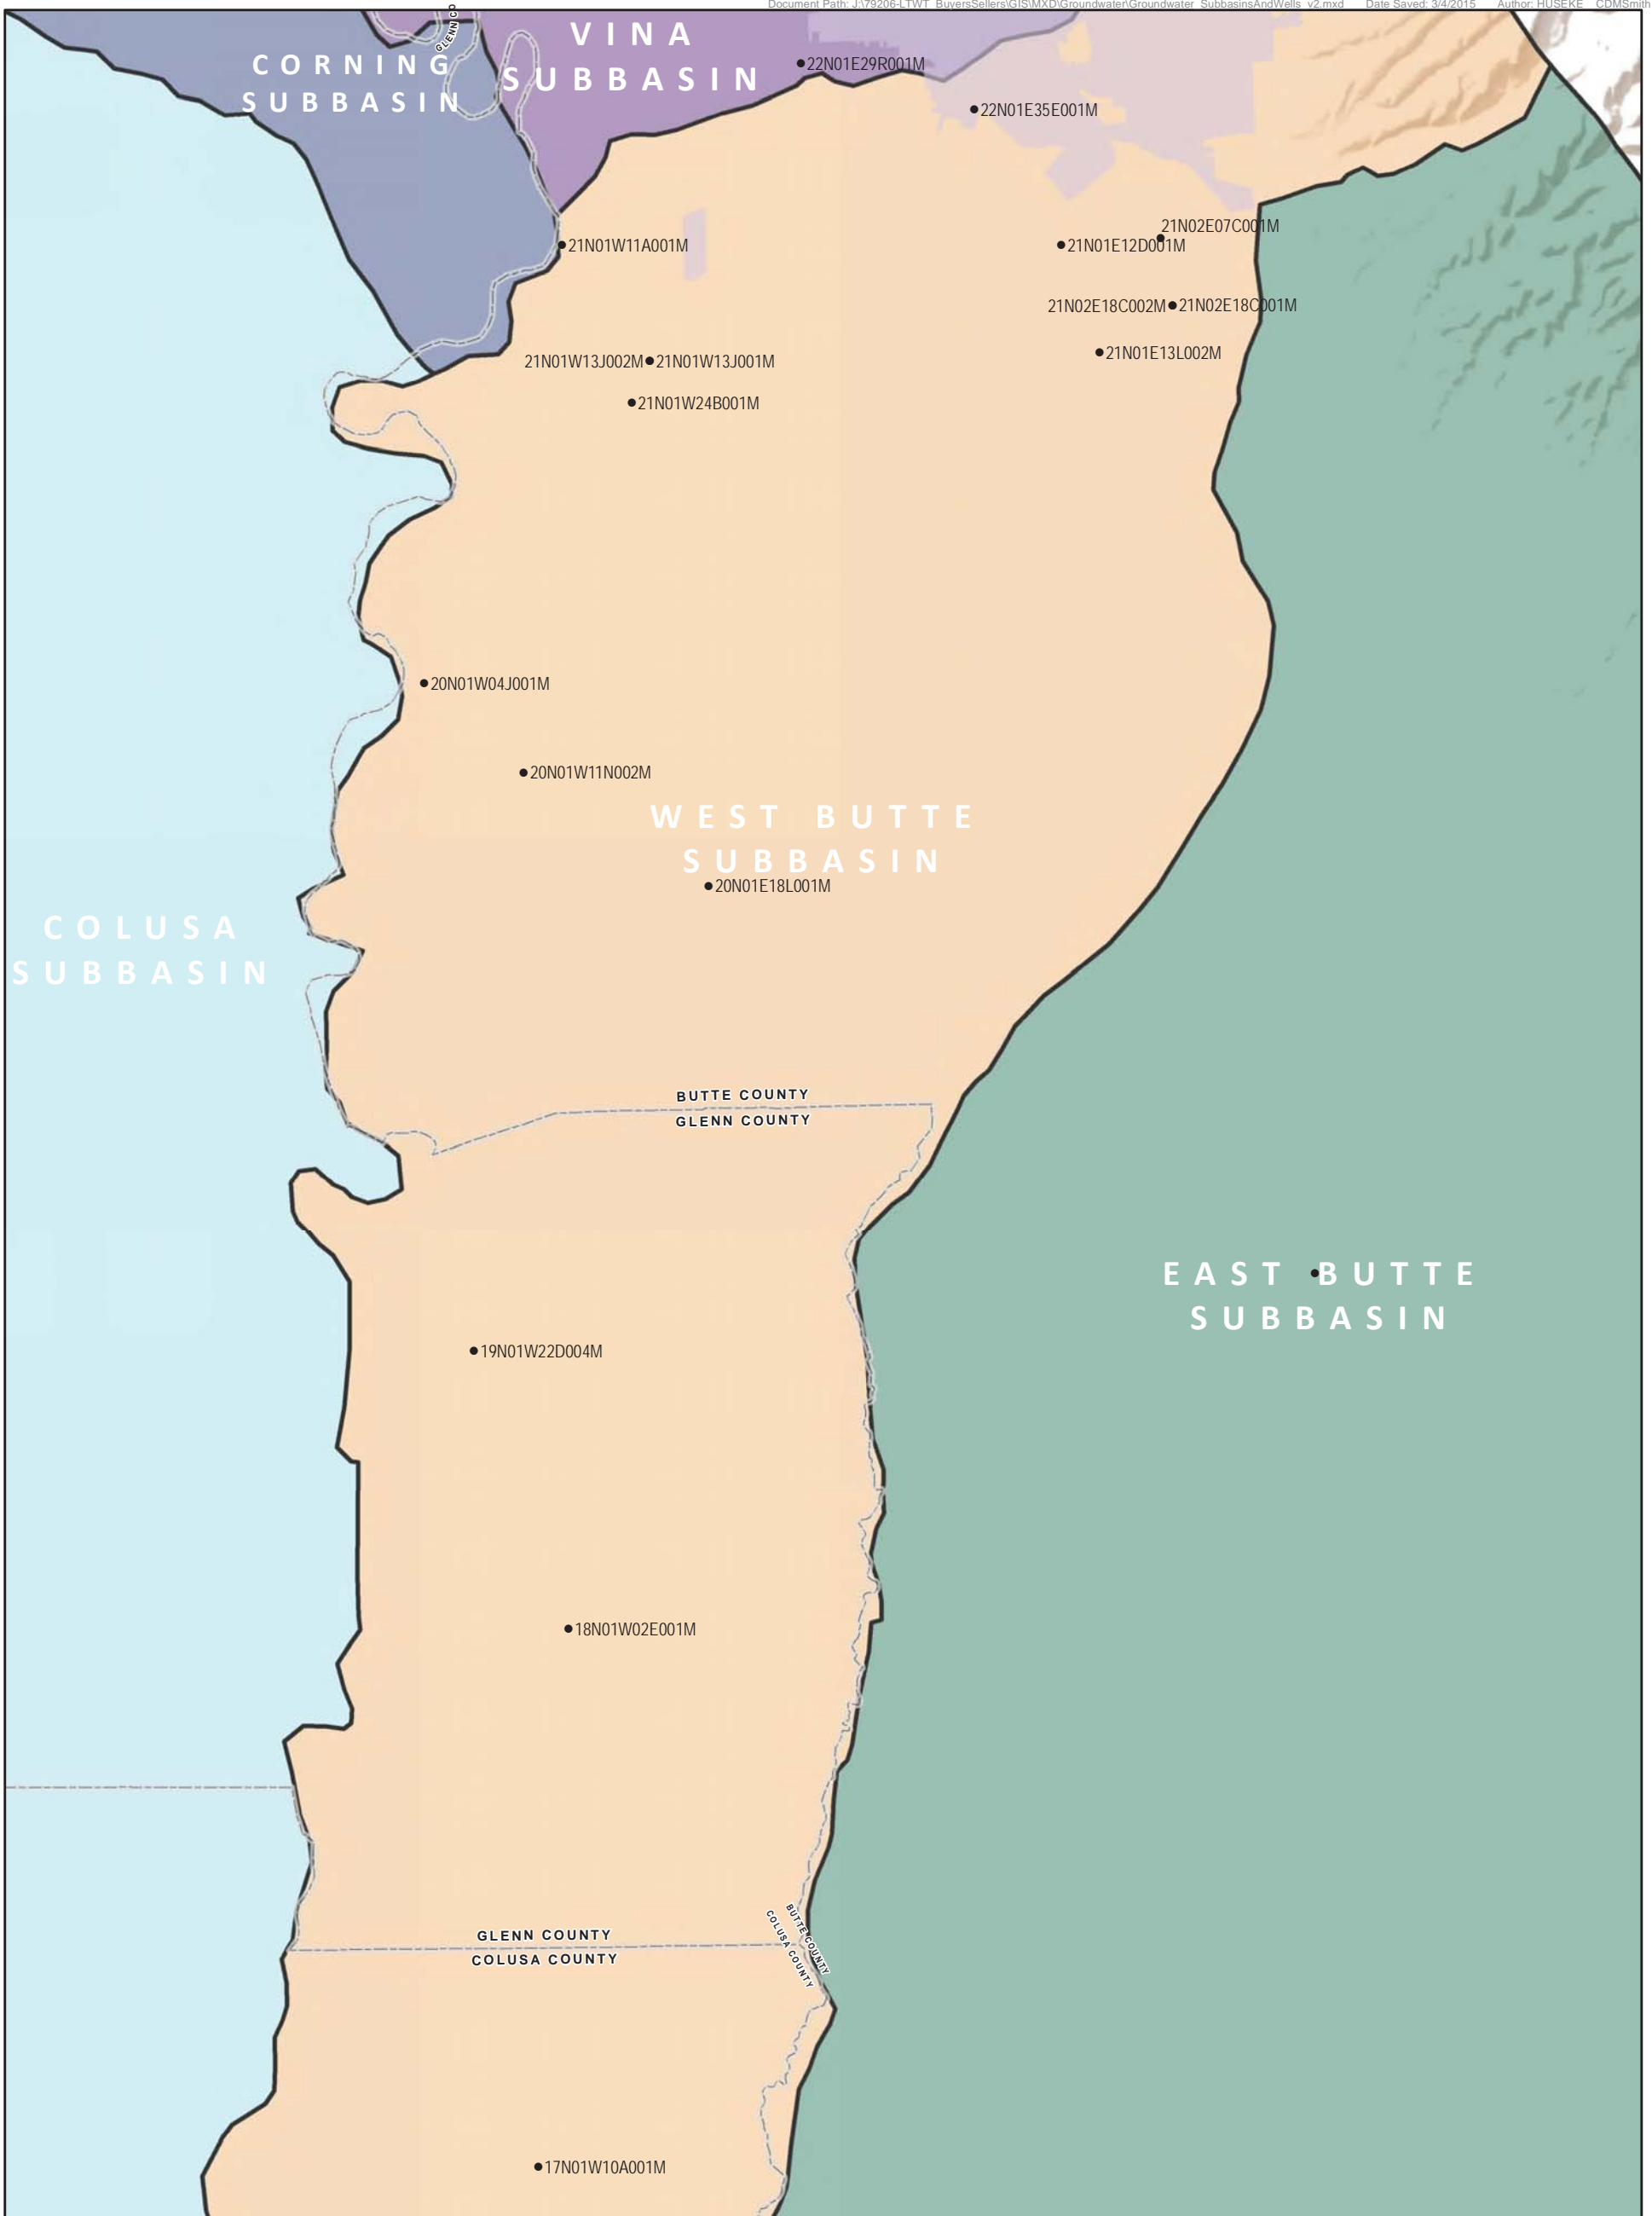 Document Path: J:\79206-LTWT_BuyersSellers\GIS\MXD\Groundwater\Groundwater_SubbasinsAndWells_v2.mxd Date Saved: 3/4/2015 Author: HUSEKE CDMSmith
GLENN CO
VINA
SUBBASIN
CORNING
SUBBASIN
22N01E29R001M
22N01E35E001M
21N02E07C001M
21N01W11A001M
21N01E12D001M
21N02E18C002M 21N02E18C001M
21N01E13L002M
21N01W13J002M 21N01W13J001M
21N01W24B001M
20N01W04J001M
20N01W11N002M
WEST BUTTE
SUBBASIN
20N01E18L001M
COLUSA
SUBBASIN
BUTTE COUNTY
GLENN COUNTY
EAST BUTTE
SUBBASIN
19N01W22D004M
18N01W02E001M
GLENN COUNTY
COLUSA COUNTY
BUTTE COUNTY
COLUSA COUNTY
17N01W10A001M